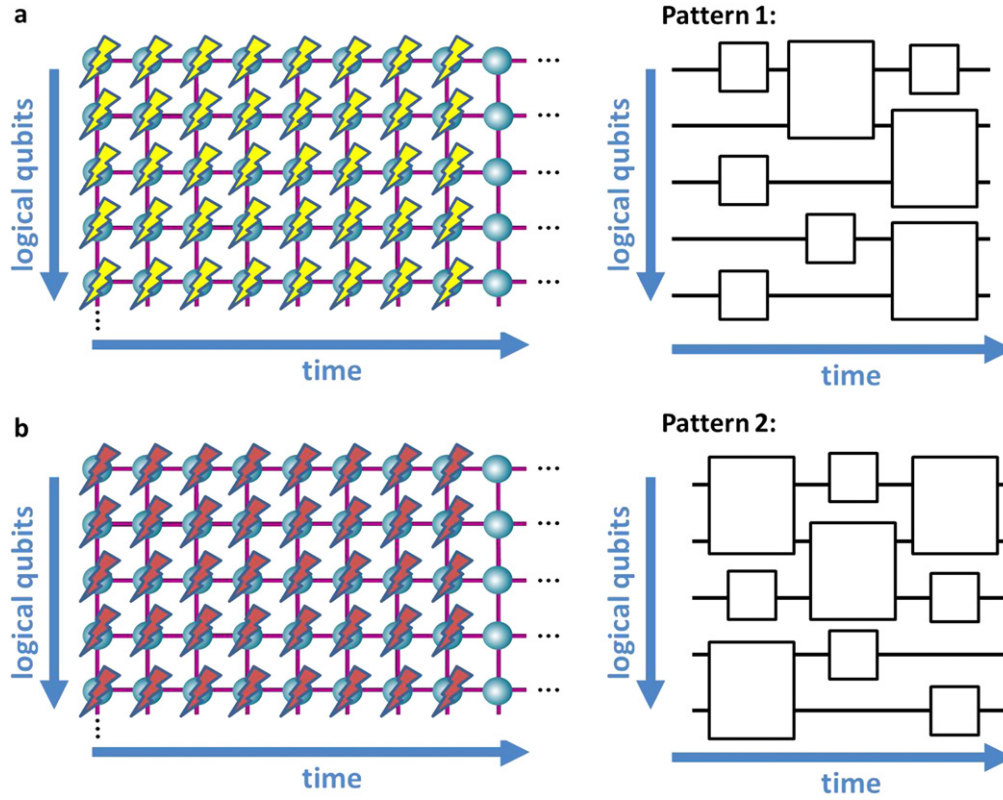 a
Pattern 1:
logical qubits
...
...
...
...
...
...
time
logical qubits
time
b
Pattern 2:
logical qubits
...
...
...
...
...
...
time
logical qubits
time